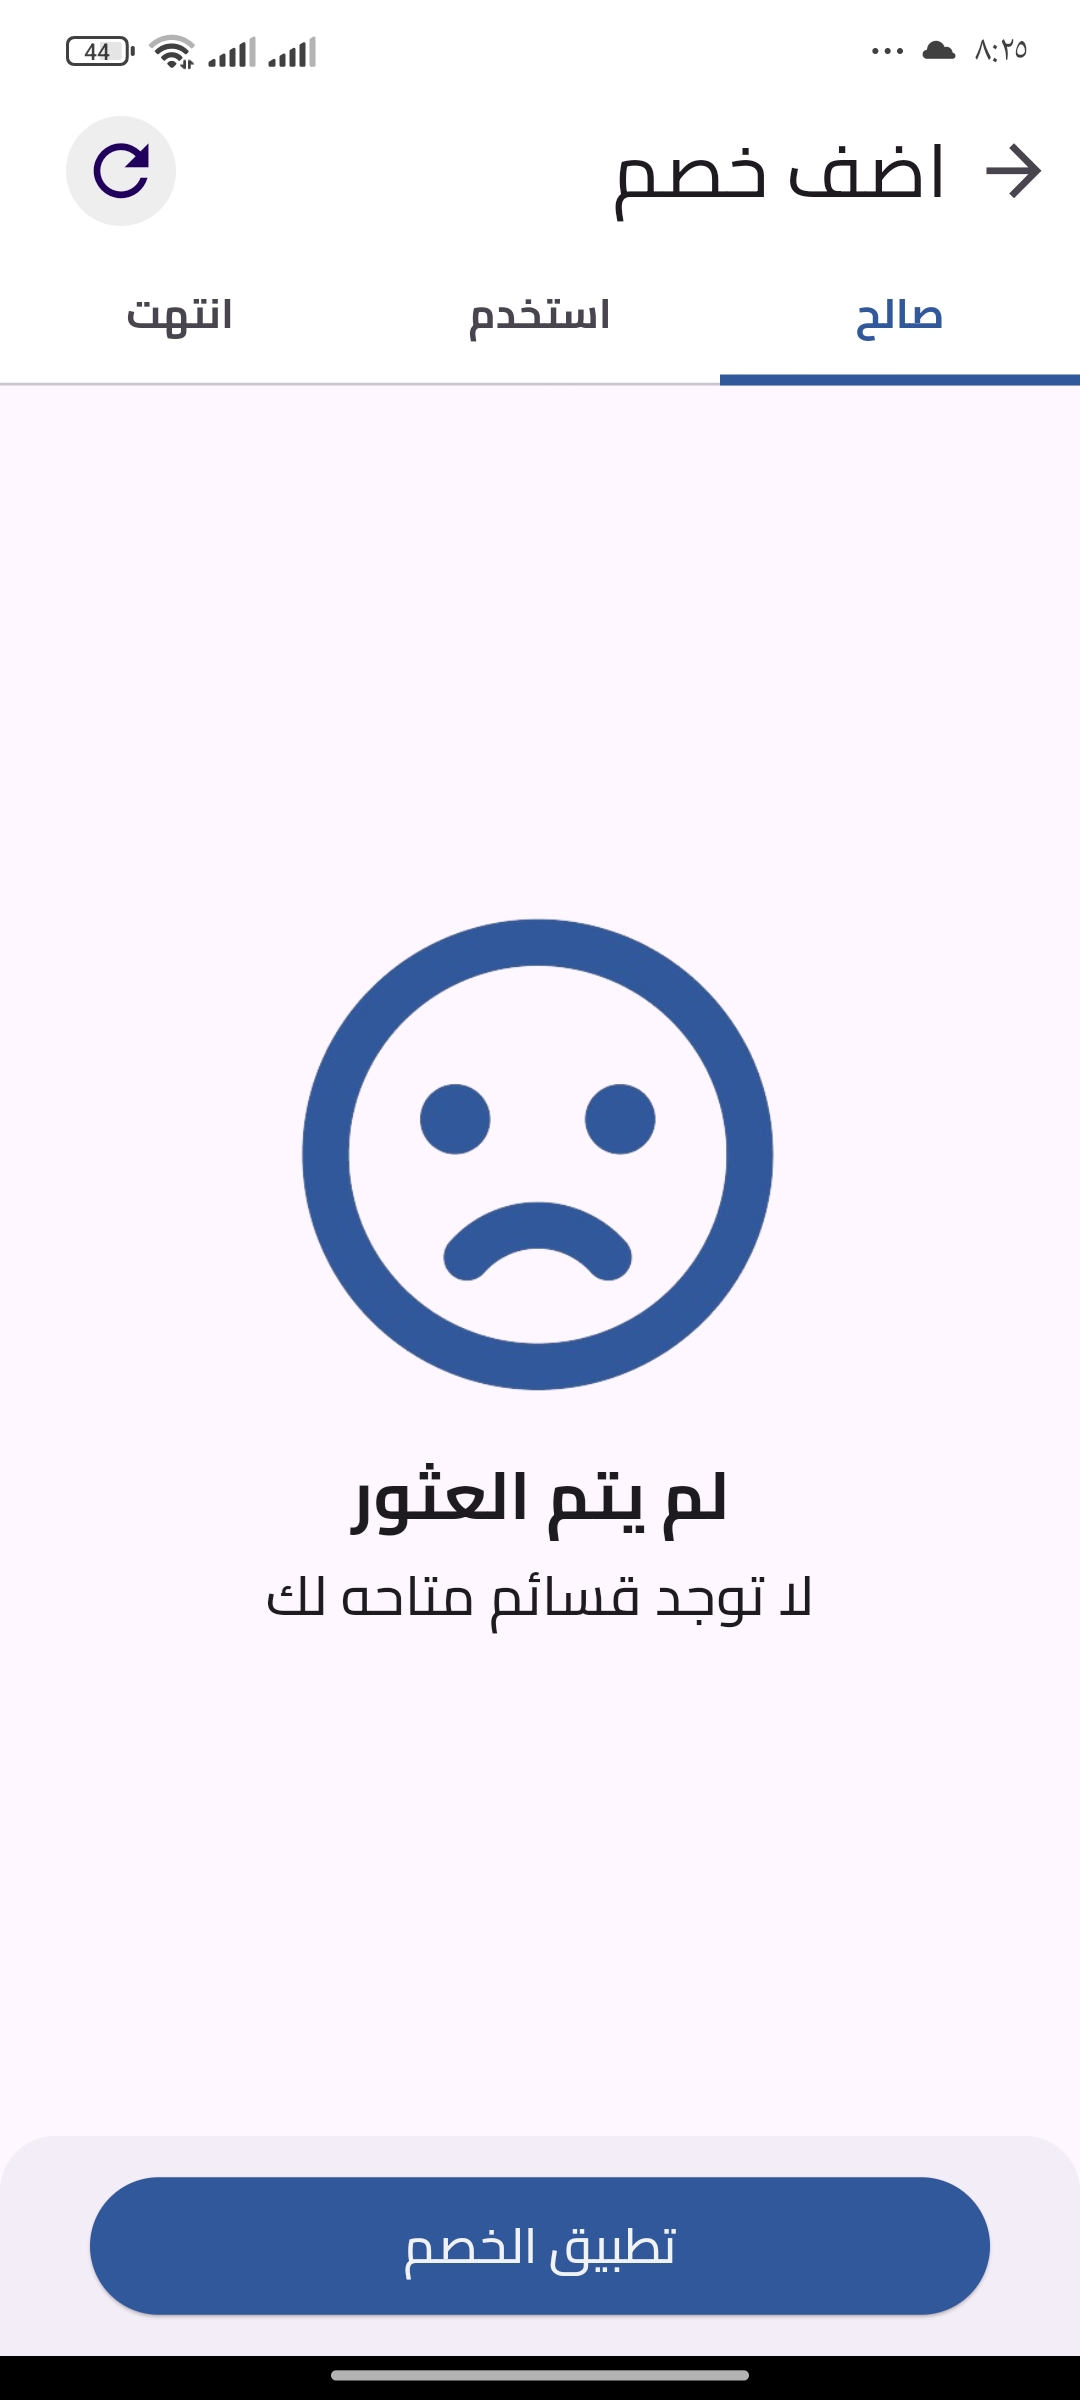 ٨:٢٥
44
اضف خصم
صالح
استخدم
انتهت
لم يتم العثور
لا توجد قسائم متاحه لك
تطبيق الخصم